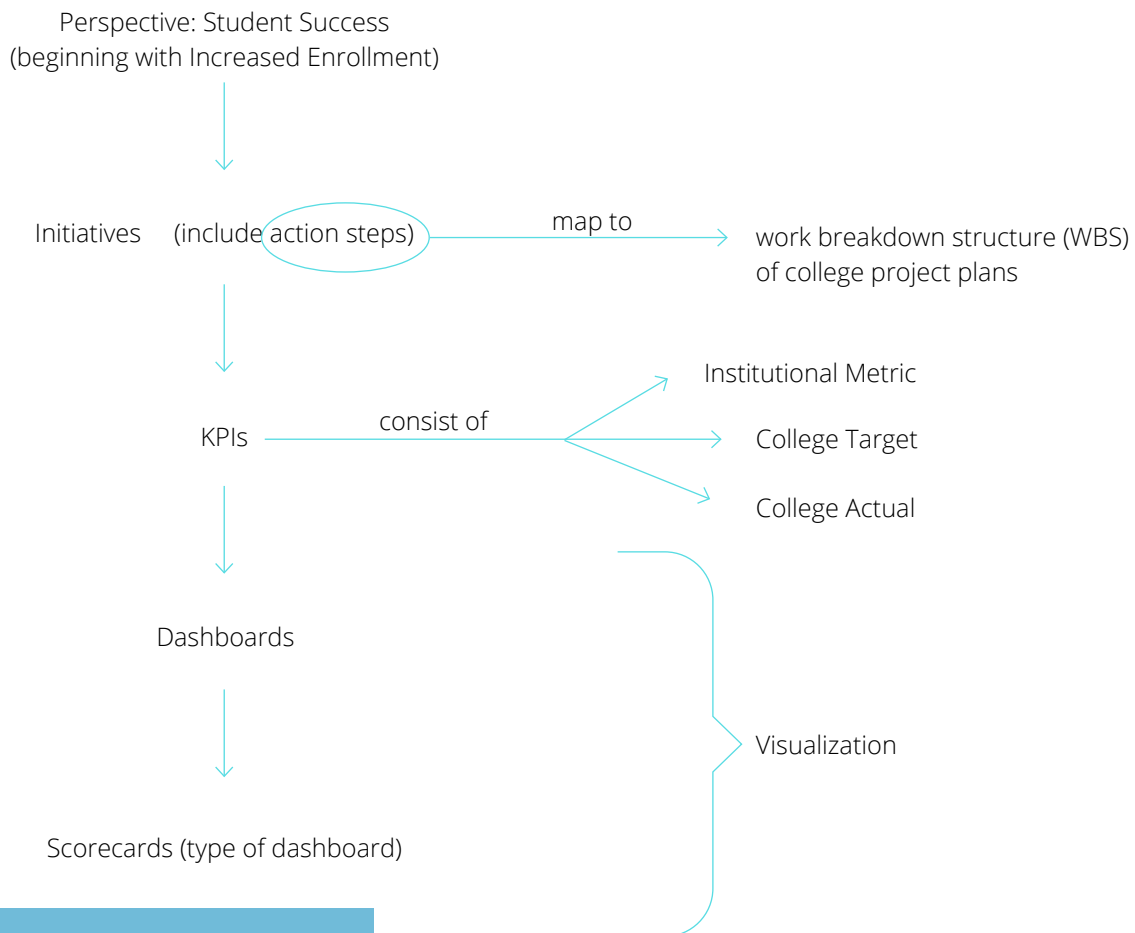 Perspective: Student Success
(beginning with Increased Enrollment)
Initiatives (include action steps)
map to
work breakdown structure (WBS)
of college project plans
Institutional Metric
consist of
KPIs
College Target
College Actual
Dashboards
Visualization
Scorecards (type of dashboard)